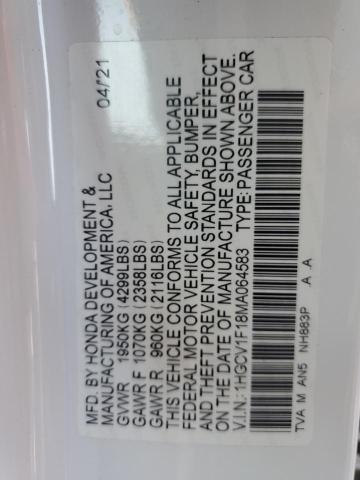 MFD. BY HONDA DEVELOPMENT & 04/21
MANUFACTURING OF AMERICA, LLC
GVWR 1950KG (4299LBS)
GAWR F 1070KG (2358LBS)
GAWR R 960KG (2116LBS)
THIS VEHICLE CONFORMS TO ALL APPLICABLE
FEDERAL MOTOR VEHICLE SAFETY, BUMPER,
AND THEFT PREVENTION STANDARDS IN EFFECT
ON THE DATE OF MANUFACTURE SHOWN ABOVE.
V.I.N.: 1HGCV1F18MA064583 TYPE: PASSENGER CAR
TVA M AN5 NH883P A .A